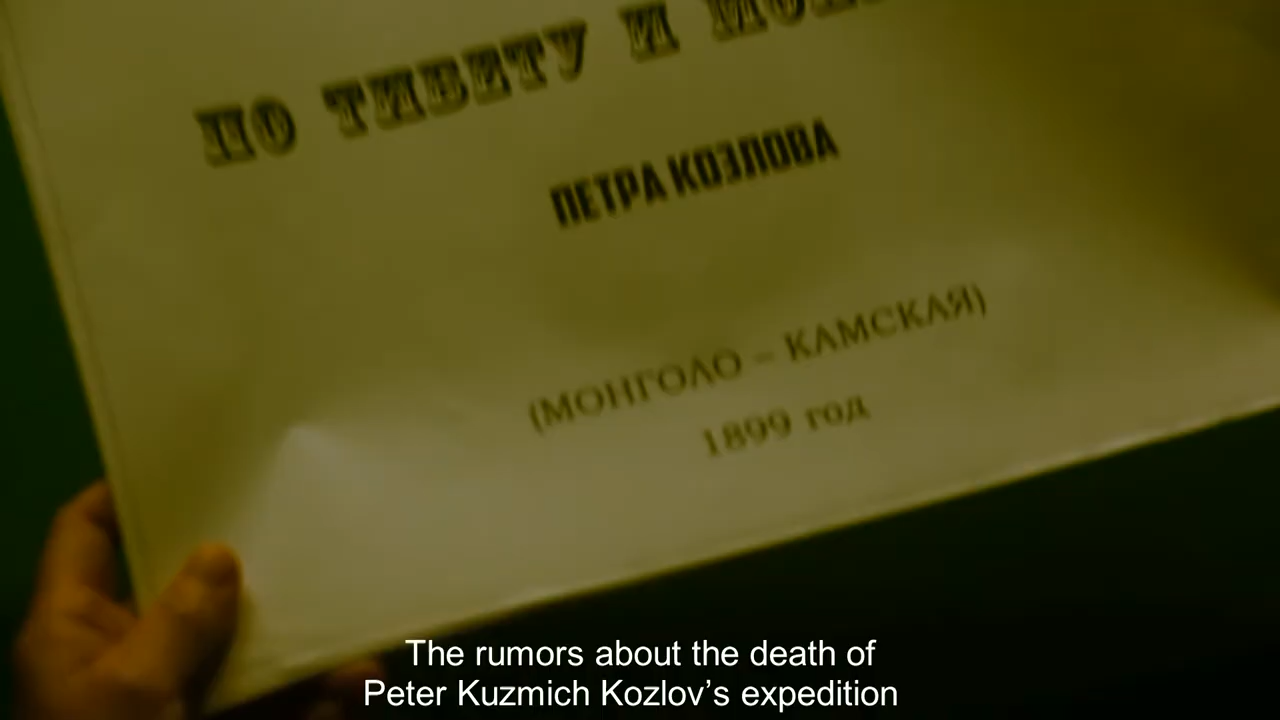 ПО ТИБЕТУ И
ПЕТРА КОЗЛОВА
(МОНГОЛО – КАМСКАЯ)
1899 год
The rumors about the death of
Peter Kuzmich Kozlov’s expedition